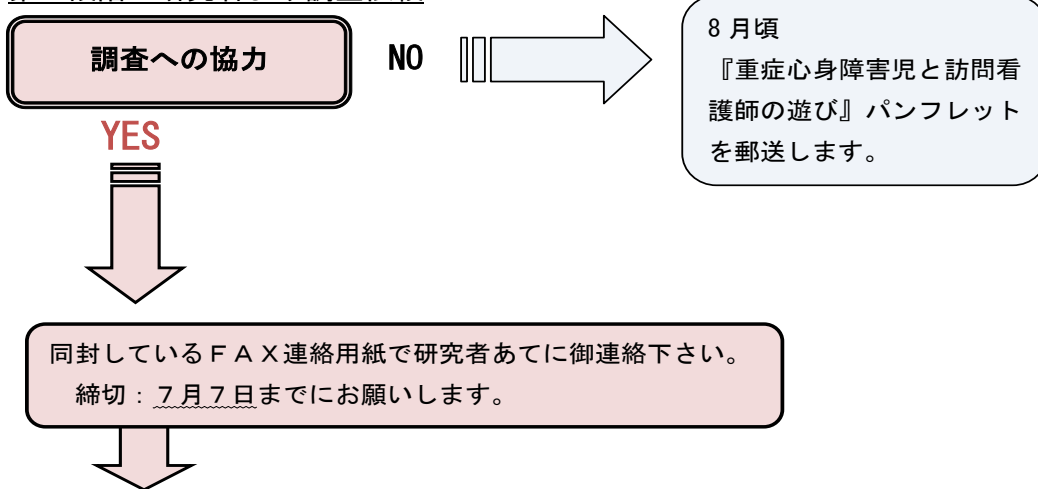 調査への協力
NO
8月頃
『重症心身障害児と訪問看
護師の遊び』パンフレット
を郵送します。
YES
同封しているＦＡＸ連絡用紙で研究者あてに御連絡下さい。
締切：７月７日までにお願いします。